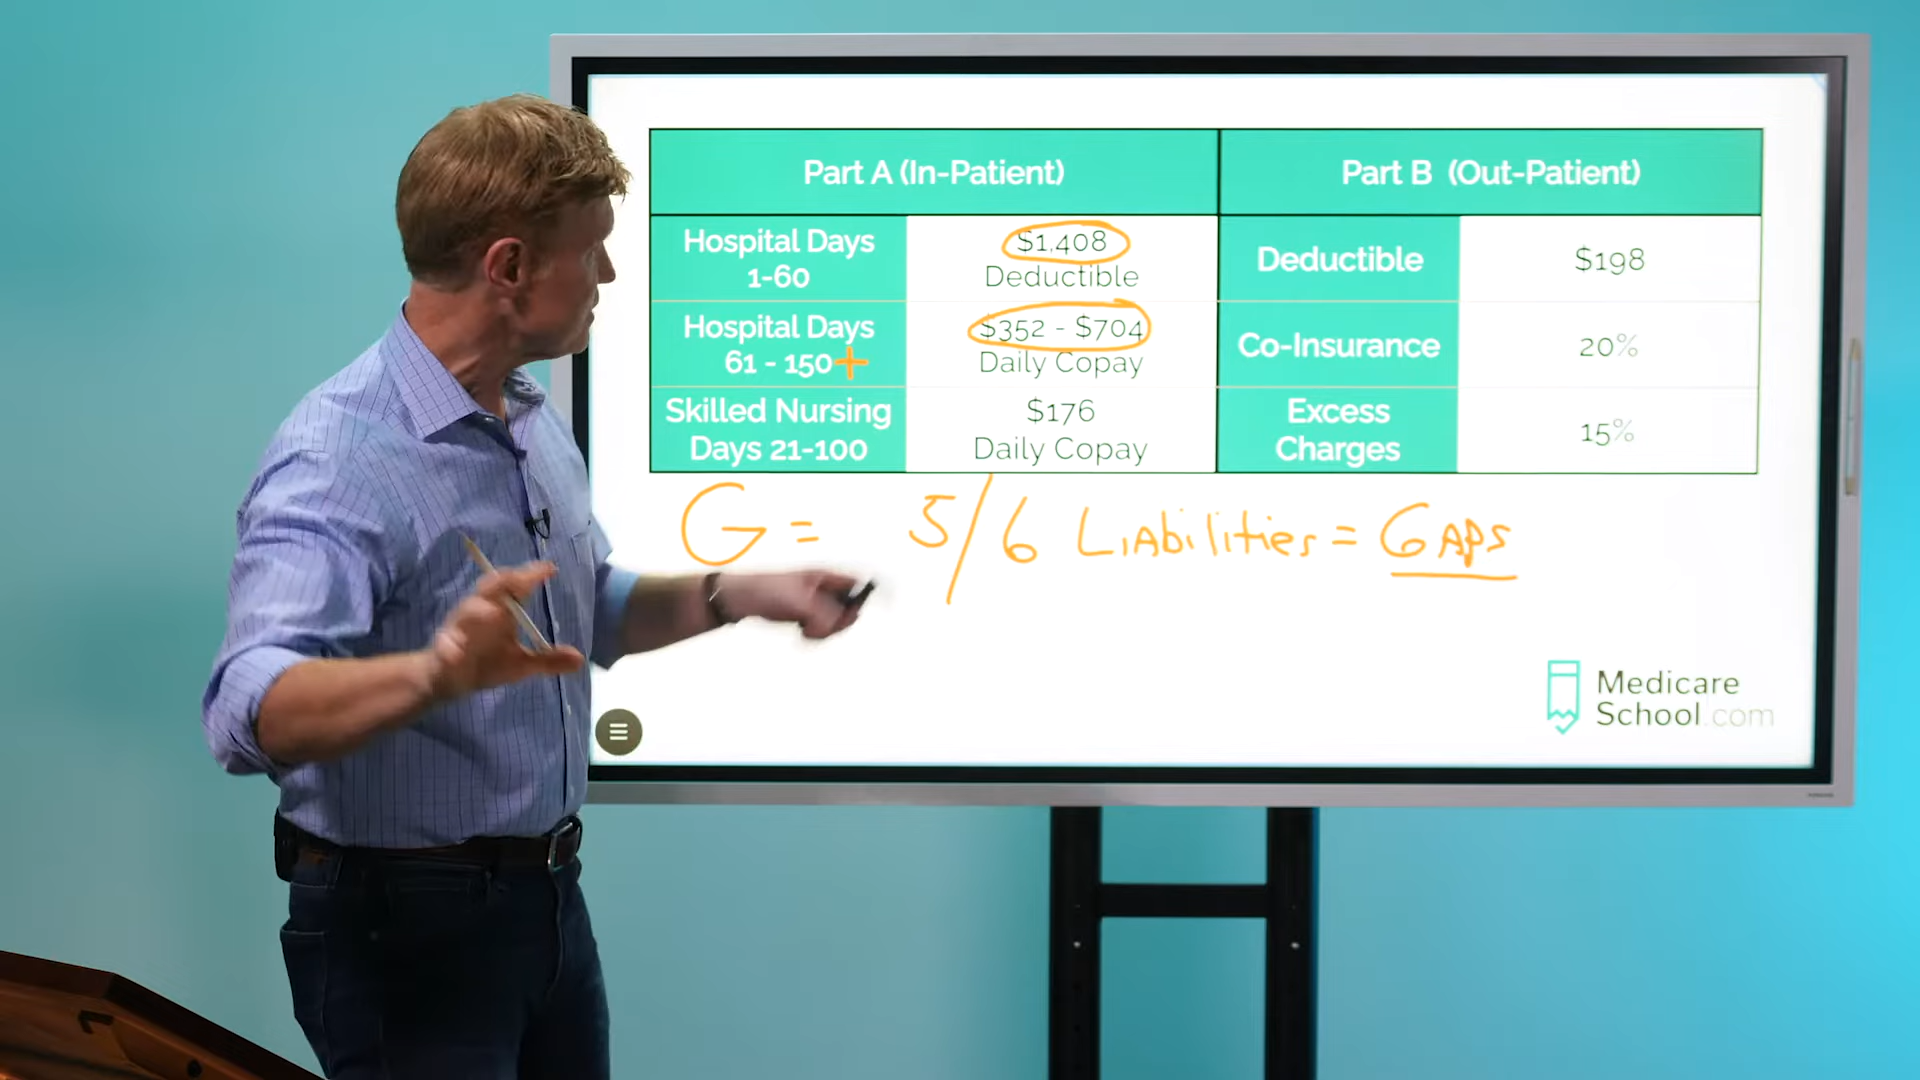 Part A (In-Patient)
Part B (Out-Patient)
Hospital Days
1-60
$1,408
Deductible
Deductible
$198
Hospital Days
61 - 150+
$352 - $704
Daily Copay
Co-Insurance
20%
Skilled Nursing
Days 21-100
$176
Daily Copay
Excess
Charges
15%
G = 5/6 Liabilities = Gaps
Medicare
School.com